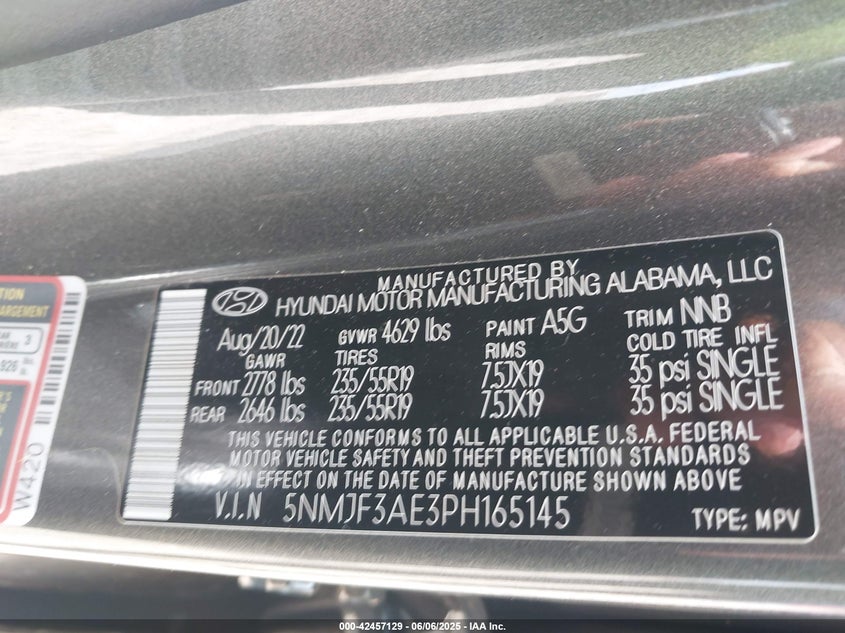 MANUFACTURED BY
HYUNDAI MOTOR MANUFACTURING ALABAMA, LLC
Aug/20/22 GVWR 4629 lbs PAINT A5G TRIM NNB
GAWR TIRES RIMS COLD TIRE INFL
FRONT 2778 lbs 235/55R19 7.5JX19 35 psi SINGLE
REAR 2646 lbs 235/55R19 7.5JX19 35 psi SINGLE
THIS VEHICLE CONFORMS TO ALL APPLICABLE U.S.A. FEDERAL
MOTOR VEHICLE SAFETY AND THEFT PREVENTION STANDARDS
IN EFFECT ON THE DATE OF MANUFACTURE SHOWN ABOVE
V.I.N 5NMJF3AE3PH165145 TYPE: MPV
3
W420
000-42457129 - 06/06/2025 - IAA Inc.